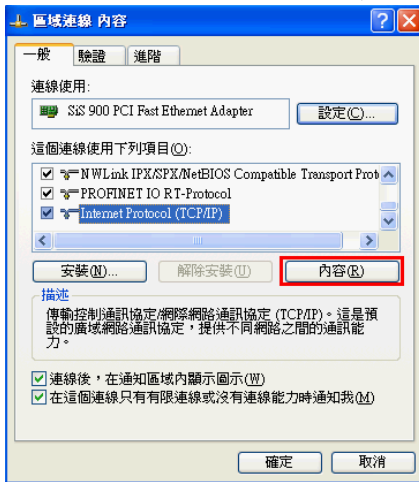 區域連線 內容
一般 驗證 進階
連線使用:
SiS 900 PCI Fast Ethernet Adapter
設定(C)...
這個連線使用下列項目(O):
NWLink IPX/SPX/NetBIOS Compatible Transport Prot
PROFINET IO RT-Protocol
Internet Protocol (TCP/IP)
安裝(N)... 解除安裝(U) 內容(R)
描述
傳輸控制通訊協定/網際網路通訊協定 (TCP/IP)。這是預
設的廣域網路通訊協定，提供不同網路之間的通訊能
力。
連線後，在通知區域內顯示圖示(W)
在這個連線只有有限連線或沒有連線能力時通知我(M)
確定 取消